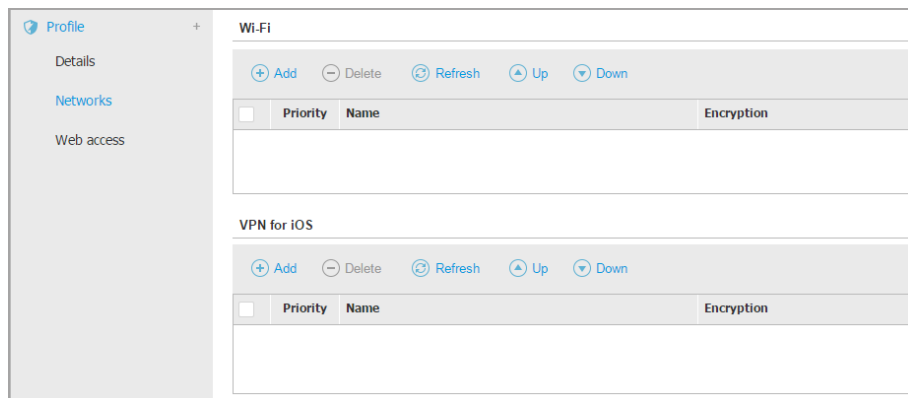 Profile +
Details
Networks
Web access
Wi-Fi
Add Delete Refresh Up Down
Priority Name Encryption
VPN for iOS
Add Delete Refresh Up Down
Priority Name Encryption